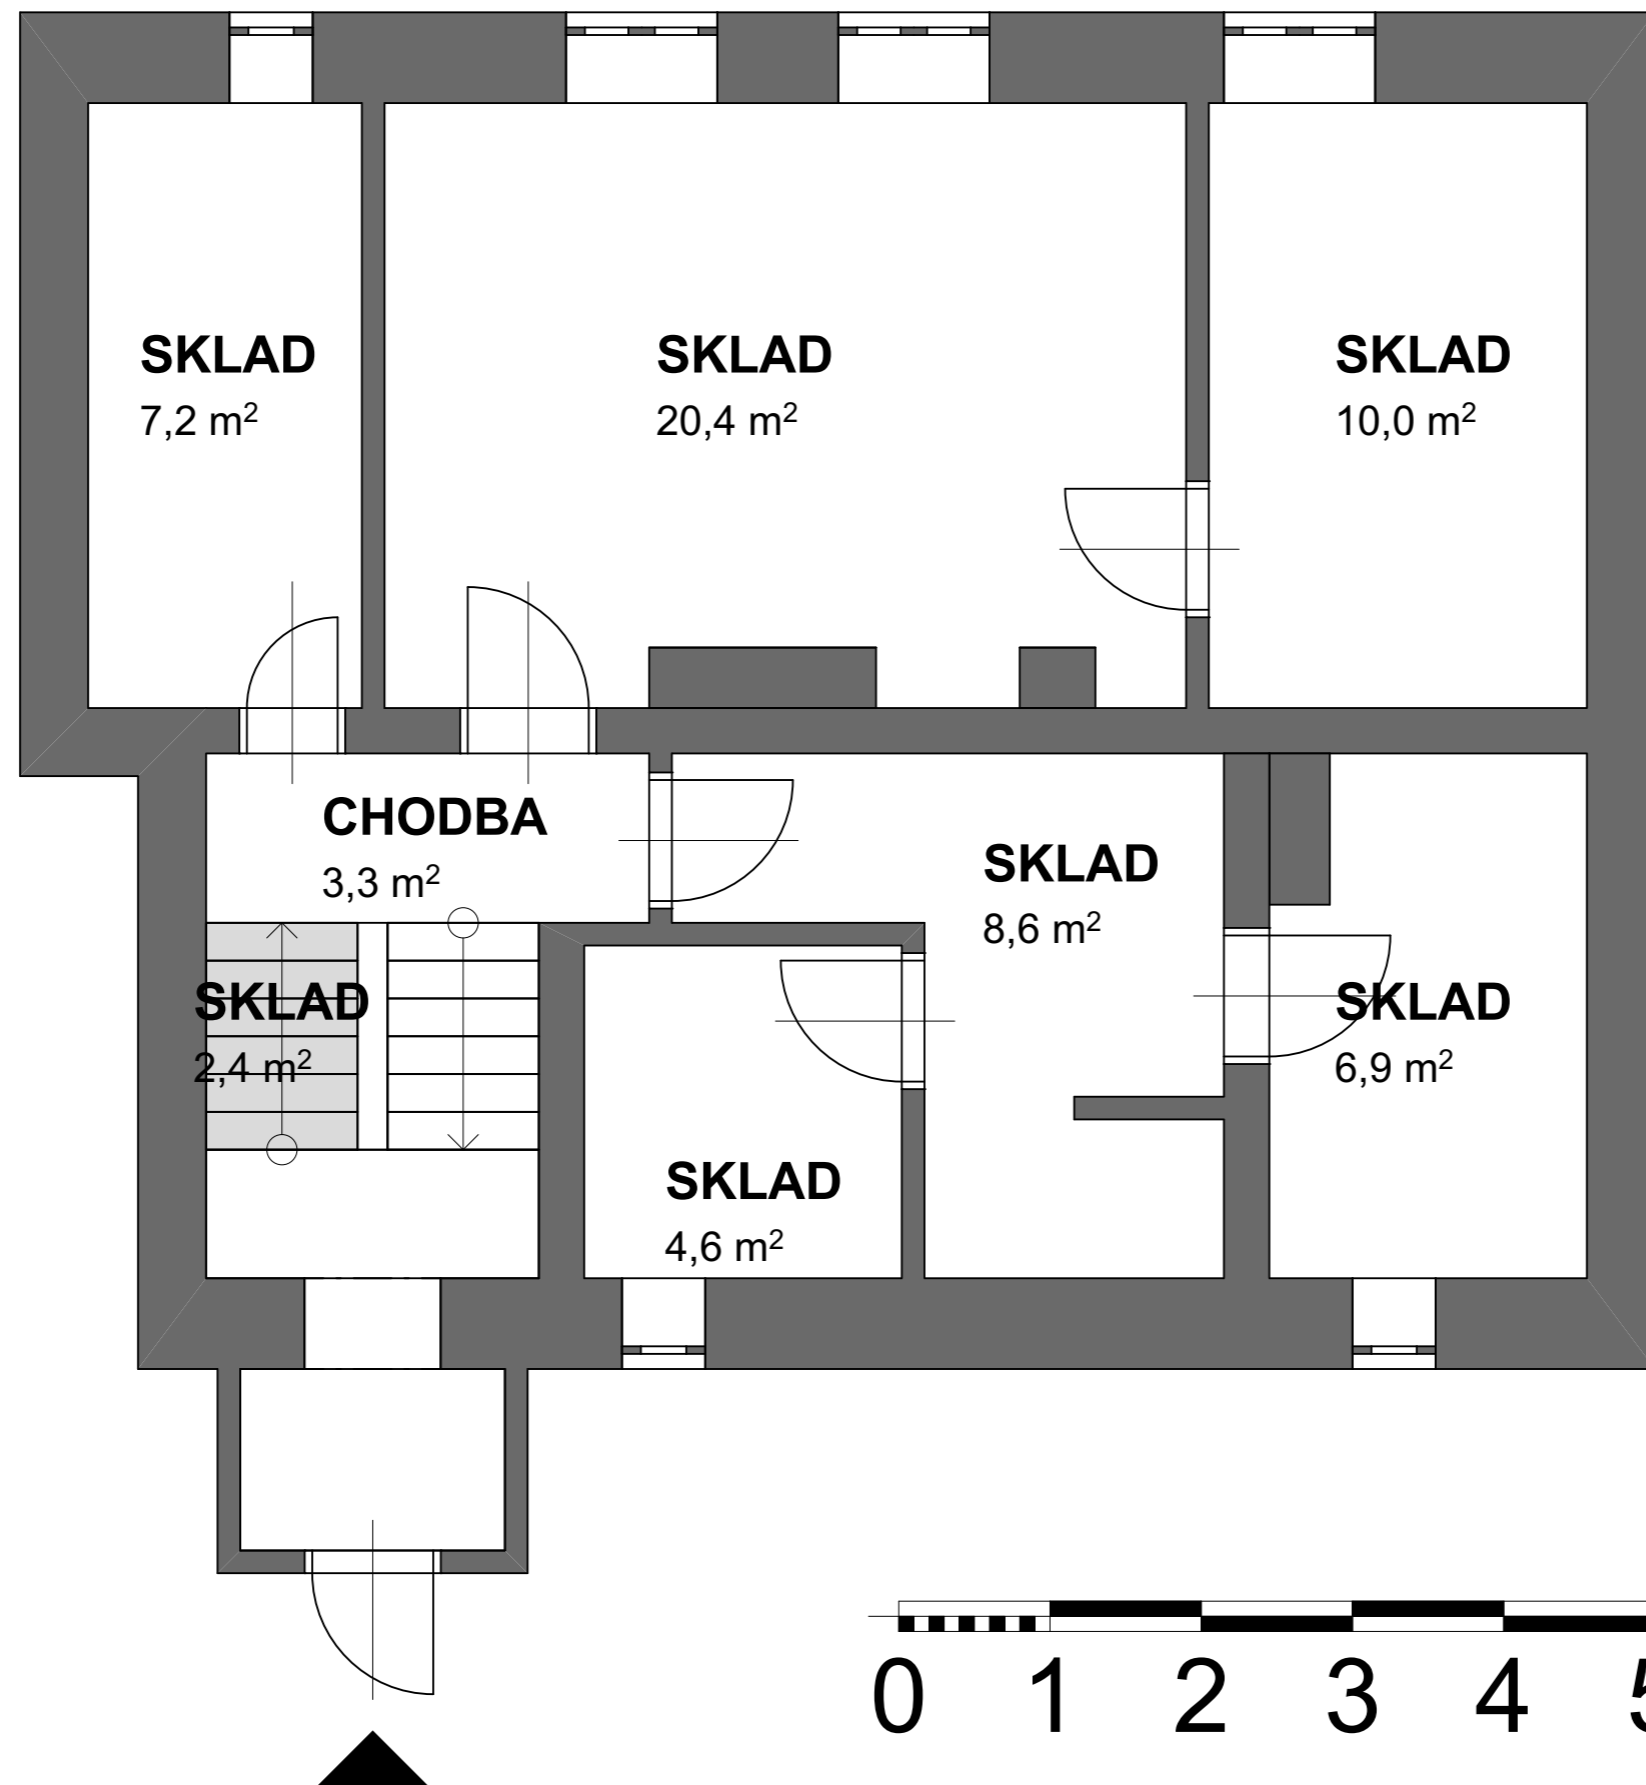 SKLAD
7,2 m²
SKLAD
20,4 m²
SKLAD
10,0 m²
CHODBA
3,3 m²
SKLAD
8,6 m²
SKLAD
2,4 m²
SKLAD
6,9 m²
SKLAD
4,6 m²
0 1 2 3 4 5